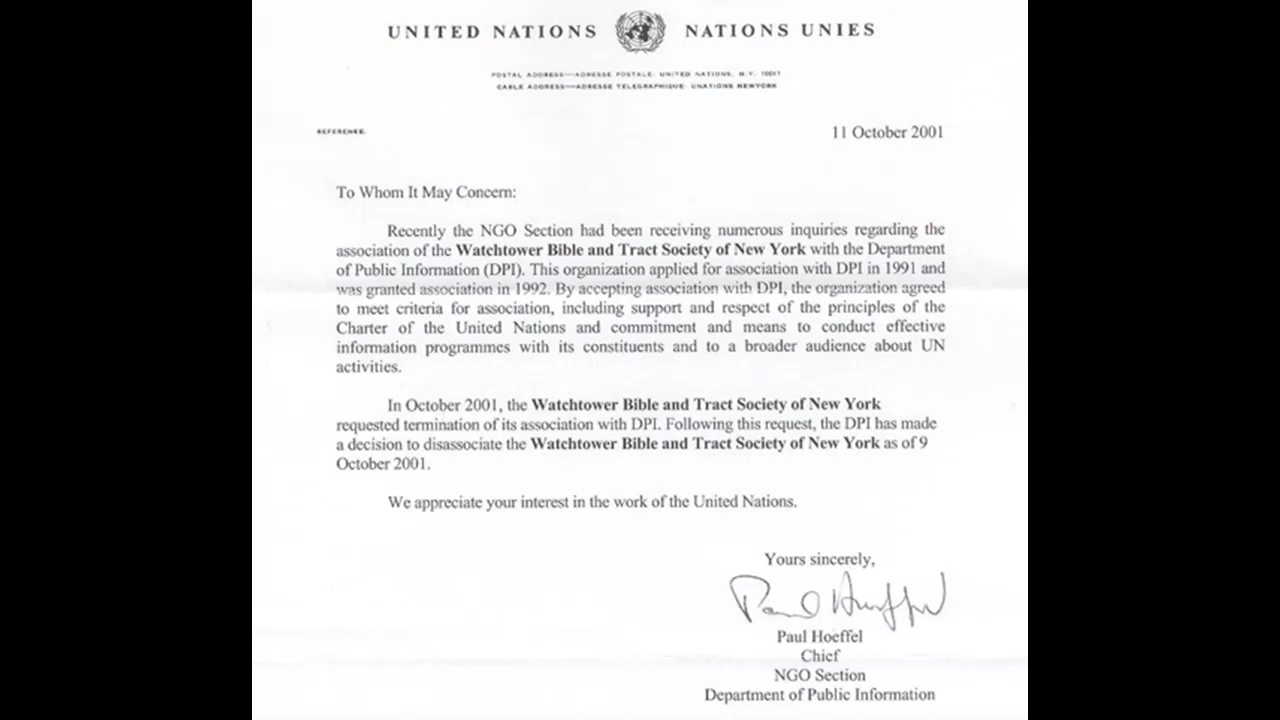 UNITED NATIONS NATIONS UNIES
POSTAL ADDRESS—ADRESSE POSTALE: UNITED NATIONS, N.Y. 10017
CABLE ADDRESS—ADRESSE TELEGRAPHIQUE: UNATIONS NEWYORK
REFERENCE:
11 October 2001
To Whom It May Concern:
Recently the NGO Section had been receiving numerous inquiries regarding the
association of the Watchtower Bible and Tract Society of New York with the Department
of Public Information (DPI). This organization applied for association with DPI in 1991 and
was granted association in 1992. By accepting association with DPI, the organization agreed
to meet criteria for association, including support and respect of the principles of the
Charter of the United Nations and commitment and means to conduct effective
information programmes with its constituents and to a broader audience about UN
activities.
In October 2001, the Watchtower Bible and Tract Society of New York
requested termination of its association with DPI. Following this request, the DPI has made
a decision to disassociate the Watchtower Bible and Tract Society of New York as of 9
October 2001.
We appreciate your interest in the work of the United Nations.
Yours sincerely,
Paul Hoeffel
Paul Hoeffel
Chief
NGO Section
Department of Public Information